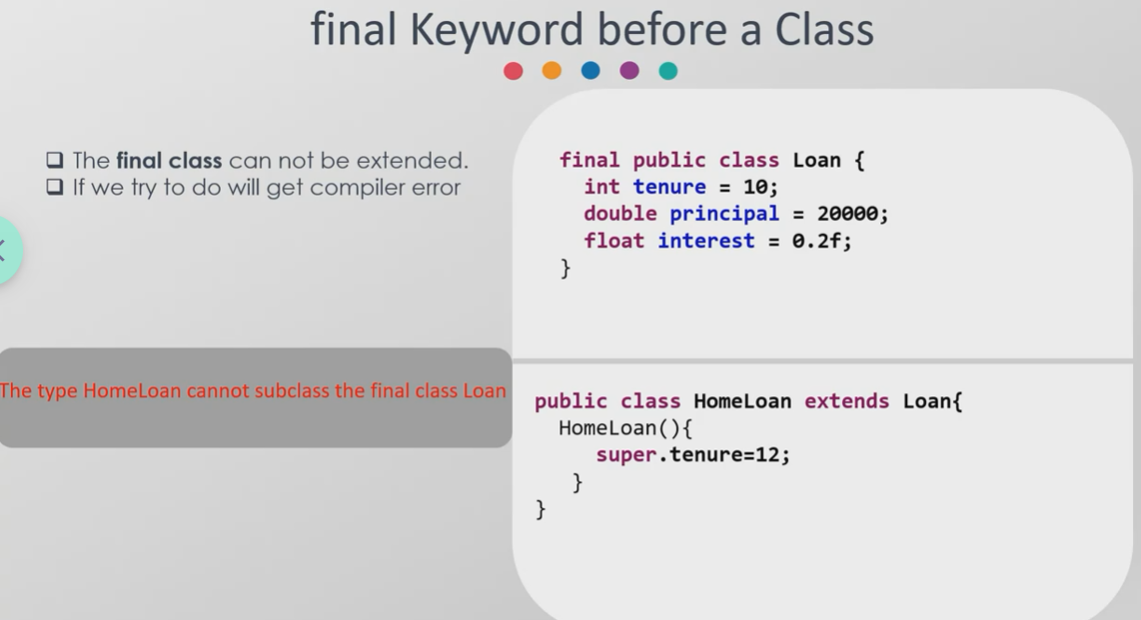 final Keyword before a Class
The final class can not be extended.
If we try to do will get compiler error
final public class Loan {
int tenure = 10;
double principal = 20000;
float interest = 0.2f;
}
The type HomeLoan cannot subclass the final class Loan
public class HomeLoan extends Loan{
HomeLoan(){
super.tenure=12;
}
}